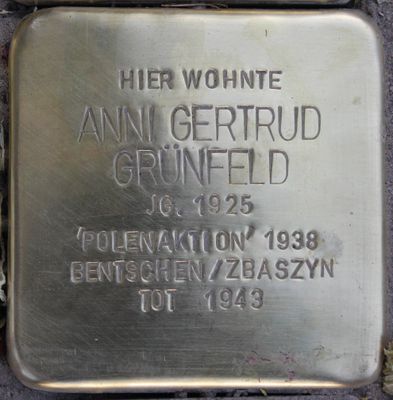 HIER WOHNTE
ANNI GERTRUD
GRÜNFELD
JG. 1925
'POLENAKTION' 1938
BENTSCHEN/ZBASZYN
TOT 1943